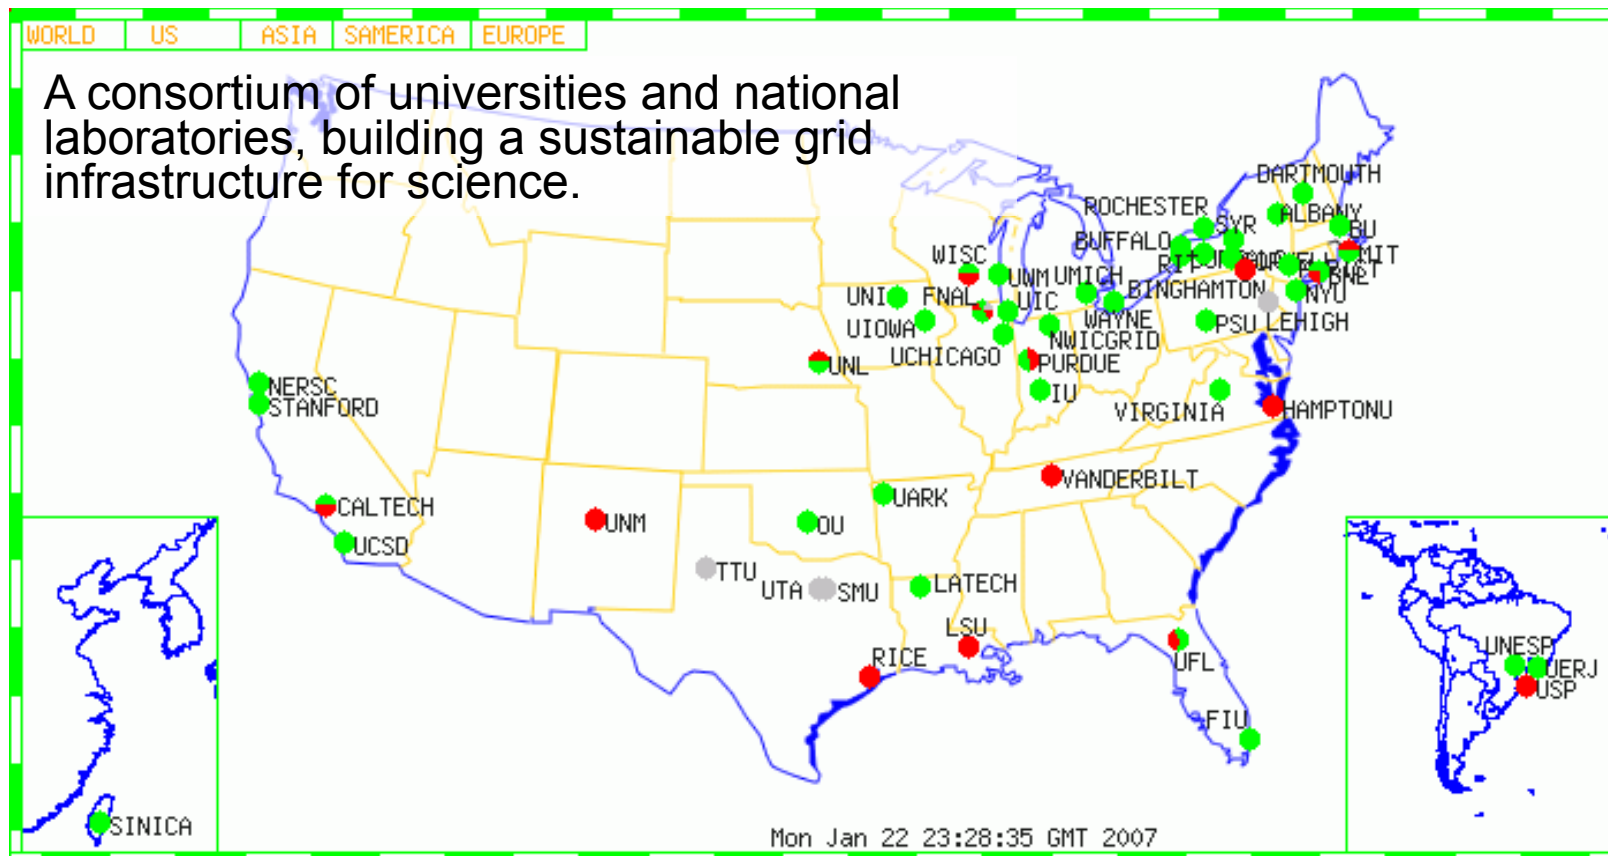 WORLD US ASIA SAMERICA EUROPE
A consortium of universities and national
laboratories, building a sustainable grid
infrastructure for science.
DARTMOUTH
ROCHESTER
ALBANY
SYR
BU
BUFFALO
MIT
WISC
RIT
BNL
UWM
UMICH
UNI
FNAL
BINGHAMTON
NYU
UIC
UIOWA
WAYNE
PSU
LEHIGH
NWICGRID
UCHICAGO
PURDUE
UNL
NERSC
IU
STANFORD
VIRGINIA
HAMPTONU
VANDERBILT
UARK
CALTECH
UNM
OU
UCSD
TTU
LATECH
UTA
SMU
LSU
UNESP
RICE
UFL
UERJ
USP
FIU
SINICA
Mon Jan 22 23:28:35 GMT 2007